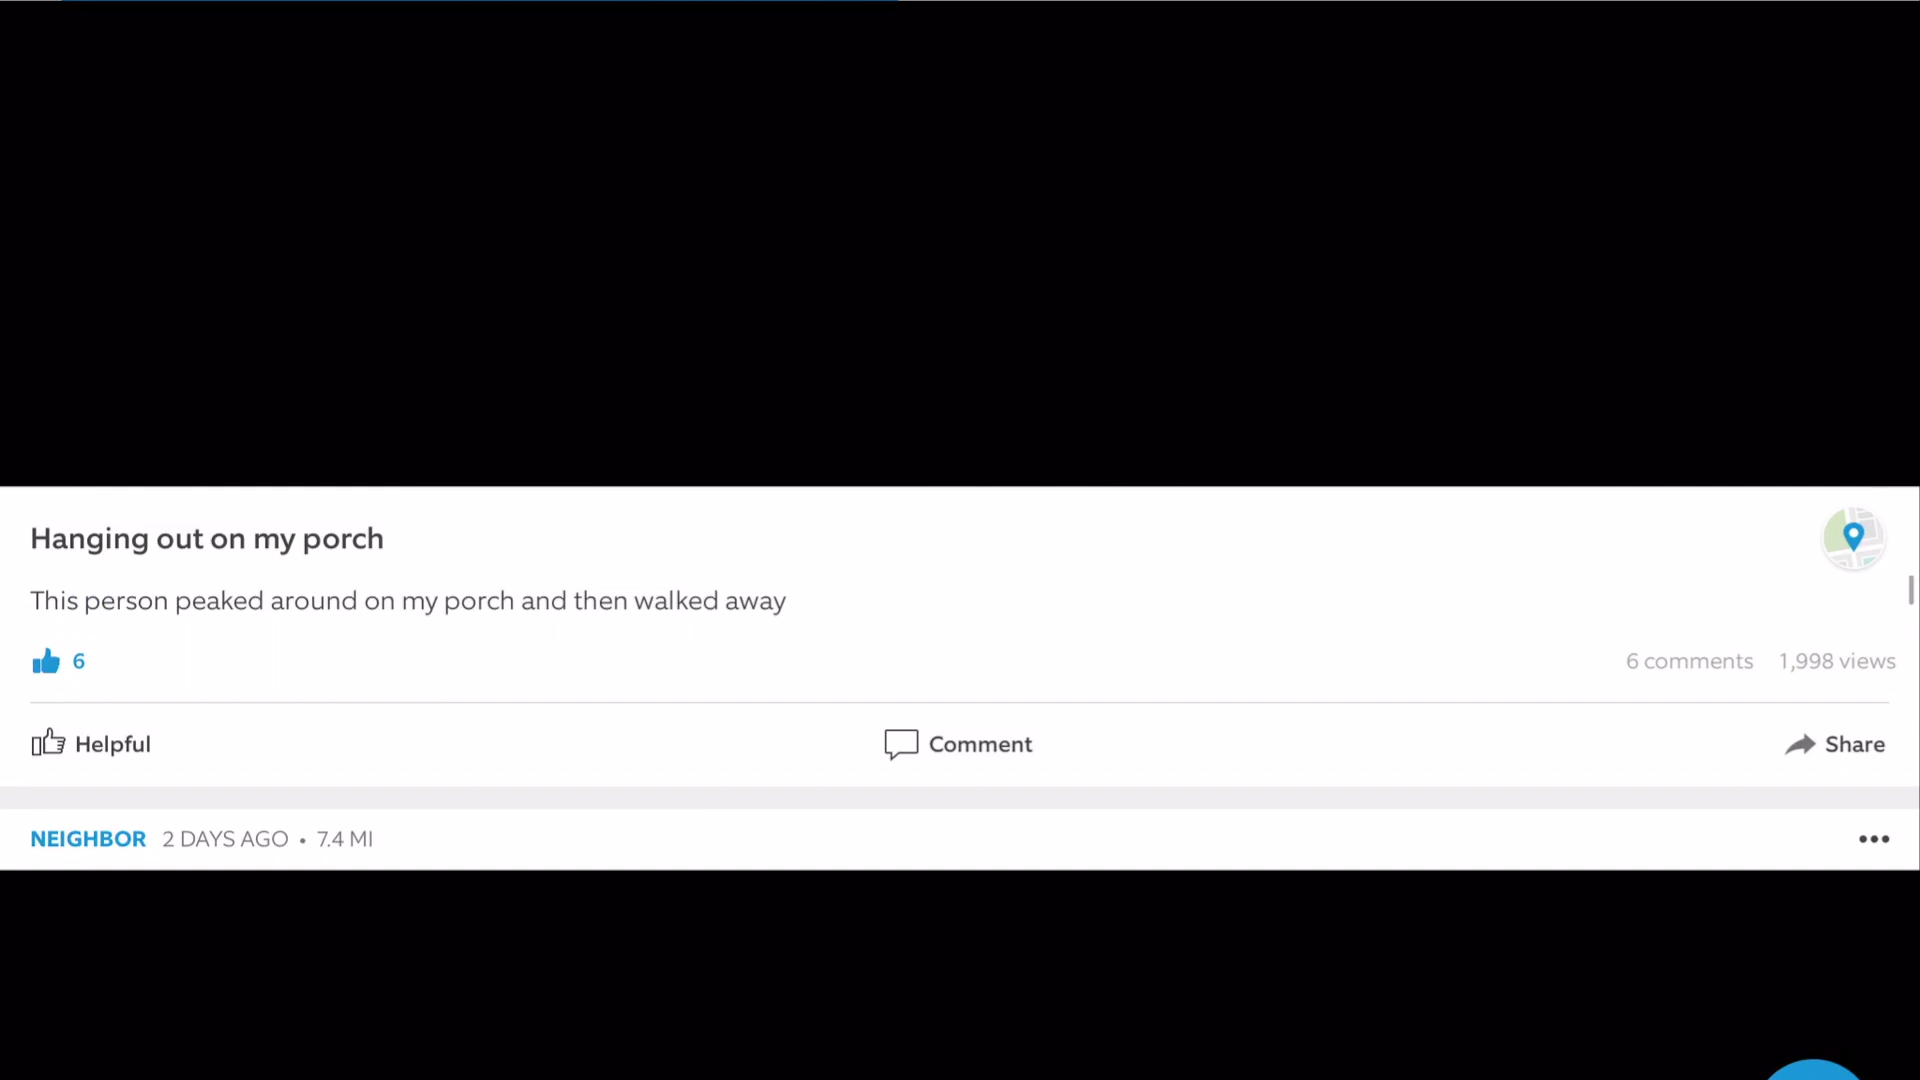 Hanging out on my porch
This person peaked around on my porch and then walked away
6
6 comments 1,998 views
Helpful Comment Share
NEIGHBOR 2 DAYS AGO • 7.4 MI